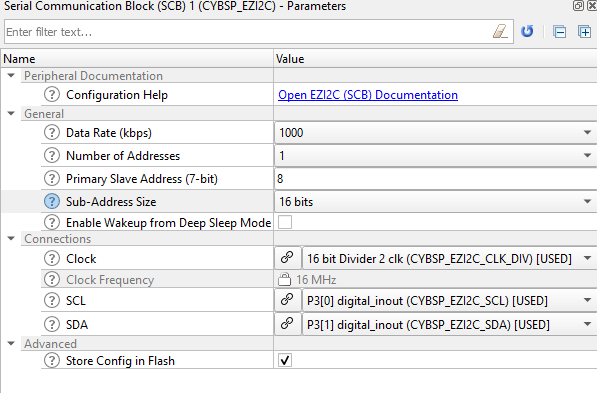 Serial Communication Block (SCB) 1 (CYBSP_EZI2C) - Parameters
Enter filter text...
Name Value
Peripheral Documentation
Configuration Help Open EZI2C (SCB) Documentation
General
Data Rate (kbps) 1000
Number of Addresses 1
Primary Slave Address (7-bit) 8
Sub-Address Size 16 bits
Enable Wakeup from Deep Sleep Mode
Connections
Clock 16 bit Divider 2 clk (CYBSP_EZI2C_CLK_DIV) [USED]
Clock Frequency 16 MHz
SCL P3[0] digital_inout (CYBSP_EZI2C_SCL) [USED]
SDA P3[1] digital_inout (CYBSP_EZI2C_SDA) [USED]
Advanced
Store Config in Flash